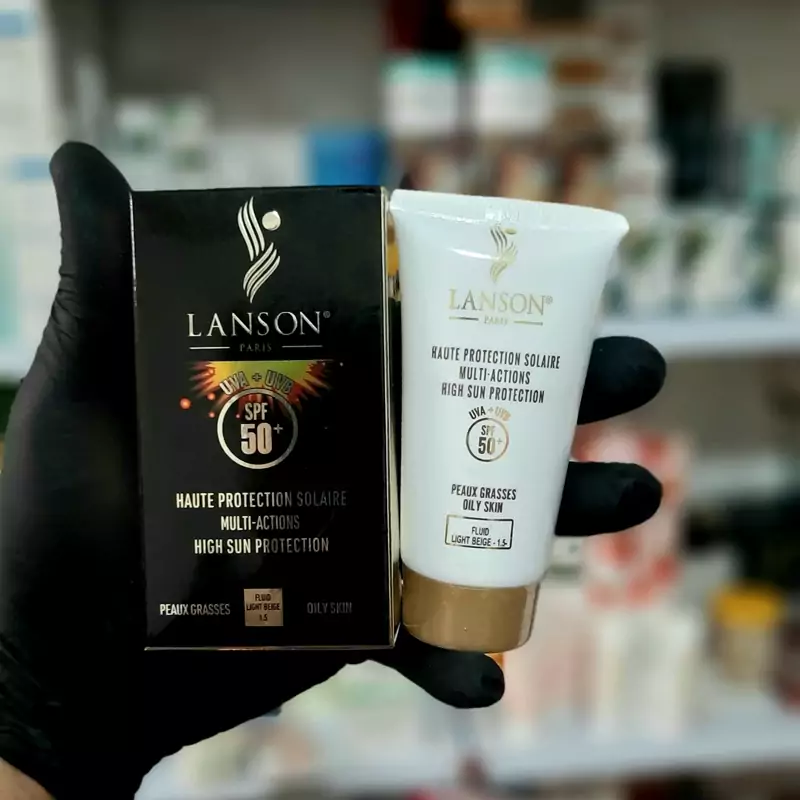 LANSON®
PARIS
UVA + UVB
SPF
50+
HAUTE PROTECTION SOLAIRE
MULTI-ACTIONS
HIGH SUN PROTECTION
PEAUX GRASSES
FLUID
LIGHT BEIGE
1.5
OILY SKIN
LANSON®
PARIS
HAUTE PROTECTION SOLAIRE
MULTI-ACTIONS
HIGH SUN PROTECTION
UVA + UVB
SPF
50+
PEAUX GRASSES
OILY SKIN
FLUID
LIGHT BEIGE - 1.5-